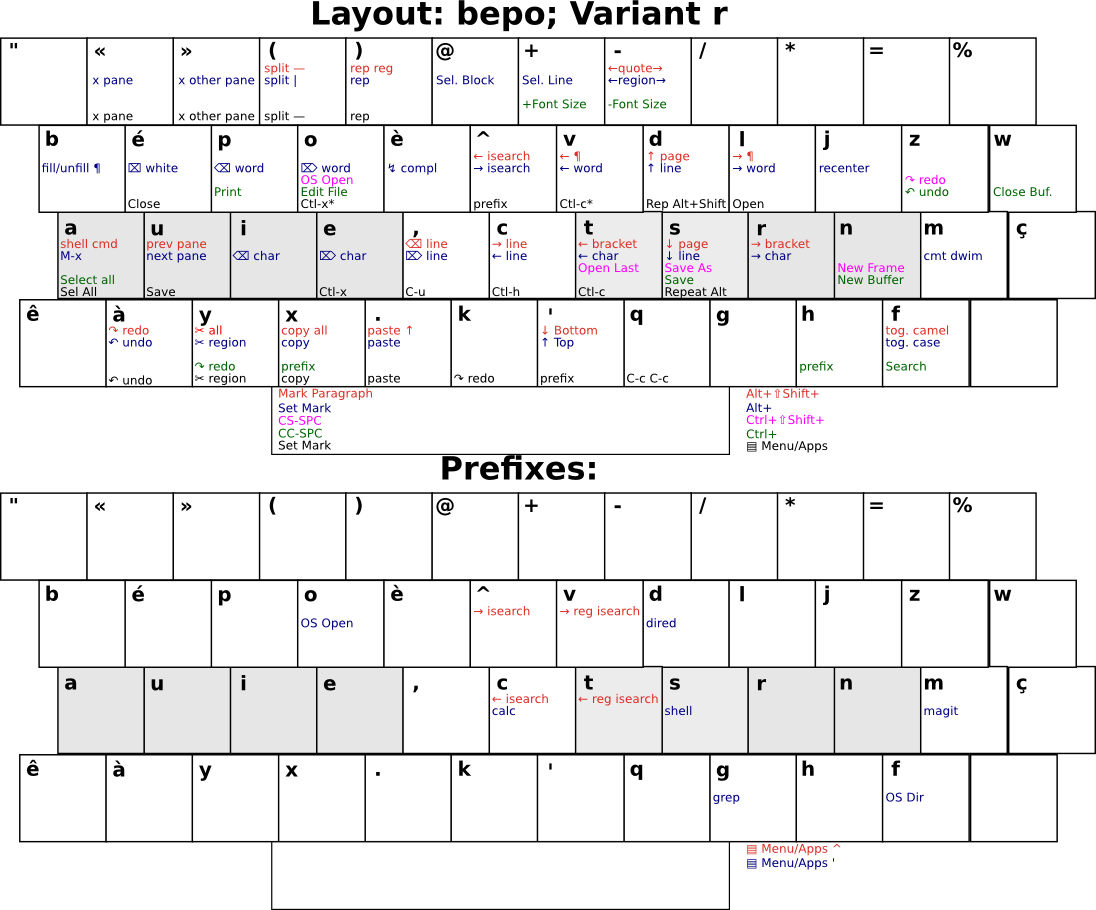 Layout: bepo; Variant r
" « » ( ) @ + - / * = %
split — rep reg ←quote→
x pane x other pane split | rep Sel. Block Sel. Line ←region→
+Font Size -Font Size
x pane x other pane split — rep
b é p o è ^ v d l j z w
← isearch ← ¶ ↑ page → ¶
fill/unfill ¶ ⌧ white ⌫ word ⌦ word ↯ compl → isearch ← word ↑ line → word recenter
OS Open ↷ redo
Print Edit File ↶ undo Close Buf.
Close Ctl-x* prefix Ctl-c* Rep Alt+Shift Open
a u i e , c t s r n m ç
shell cmd prev pane ⌫ line → line ← bracket ↓ page → bracket
M-x next pane ⌫ char ⌦ char ⌦ line ← line ← char ↓ line → char cmt dwim
Open Last Save As New Frame
Select all Save New Buffer
Sel All Save Ctl-x C-u Ctl-h Ctl-c Repeat Alt
ê à y x . k ' q g h f
↷ redo ✂ all copy all paste ↑ ↓ Bottom tog. camel
↶ undo ✂ region copy paste ↑ Top tog. case
↷ redo prefix prefix Search
↶ undo ✂ region copy paste ↷ redo prefix C-c C-c
Mark Paragraph Alt+⇧Shift+
Set Mark Alt+
CS-SPC Ctrl+⇧Shift+
CC-SPC Ctrl+
Set Mark ▤ Menu/Apps
Prefixes:
" « » ( ) @ + - / * = %
b é p o è ^ v d l j z w
→ isearch → reg isearch
OS Open dired
a u i e , c t s r n m ç
← isearch ← reg isearch
calc shell magit
ê à y x . k ' q g h f
grep OS Dir
▤ Menu/Apps ^
▤ Menu/Apps '